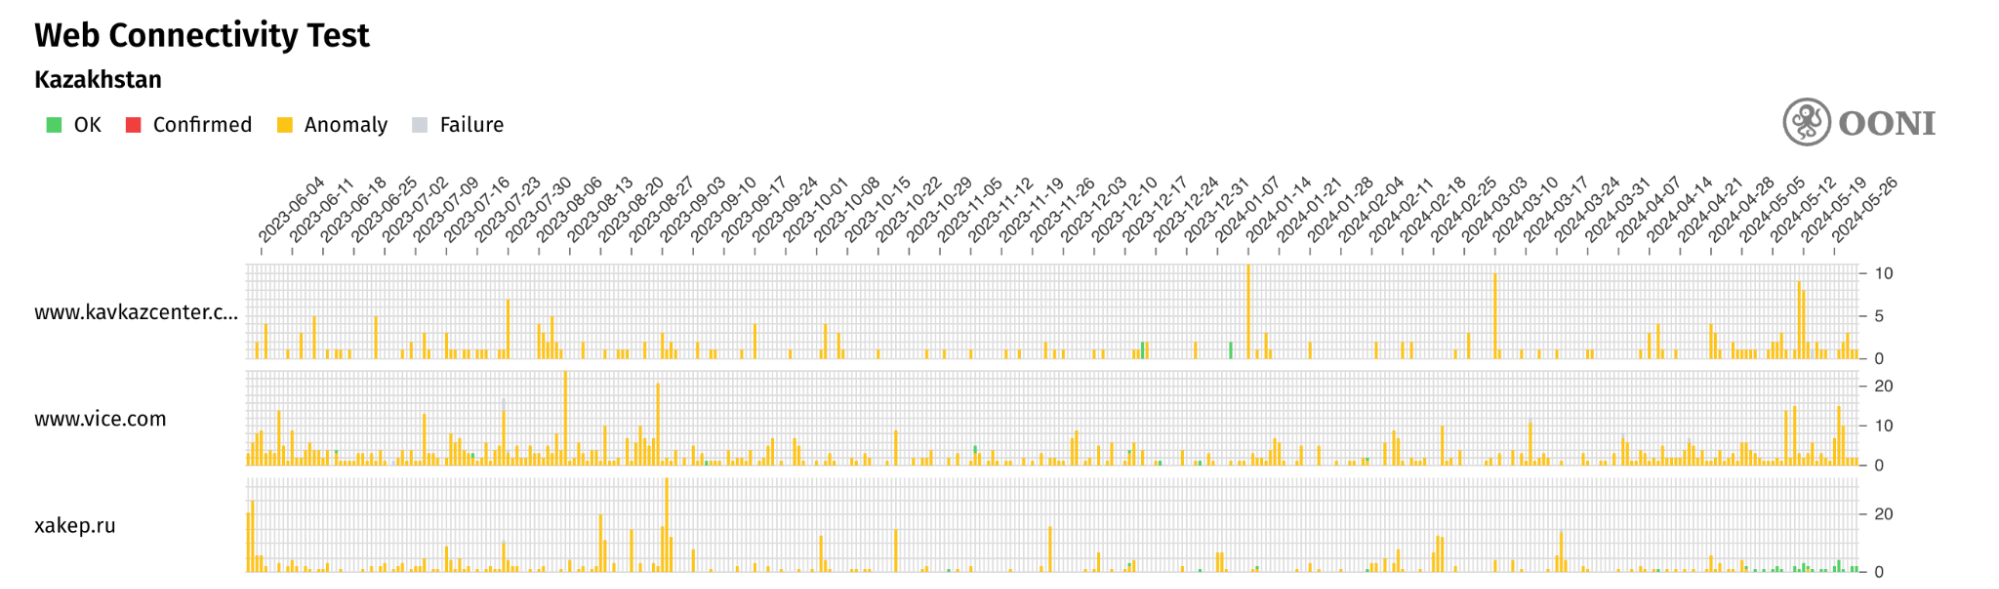 Web Connectivity Test
Kazakhstan
OK Confirmed Anomaly Failure
OONI
2023-06-04 2023-06-11 2023-06-18 2023-06-25 2023-07-02 2023-07-09 2023-07-16 2023-07-23 2023-07-30 2023-08-06 2023-08-13 2023-08-20 2023-08-27 2023-09-03 2023-09-10 2023-09-17 2023-09-24 2023-10-01 2023-10-08 2023-10-15 2023-10-22 2023-10-29 2023-11-05 2023-11-12 2023-11-19 2023-11-26 2023-12-03 2023-12-10 2023-12-17 2023-12-24 2023-12-31 2024-01-07 2024-01-14 2024-01-21 2024-01-28 2024-02-04 2024-02-11 2024-02-18 2024-02-25 2024-03-03 2024-03-10 2024-03-17 2024-03-24 2024-03-31 2024-04-07 2024-04-14 2024-04-21 2024-04-28 2024-05-05 2024-05-12 2024-05-19 2024-05-26
10
www.kavkazcenter.c... 5
0
20
www.vice.com 10
0
20
xakep.ru
0